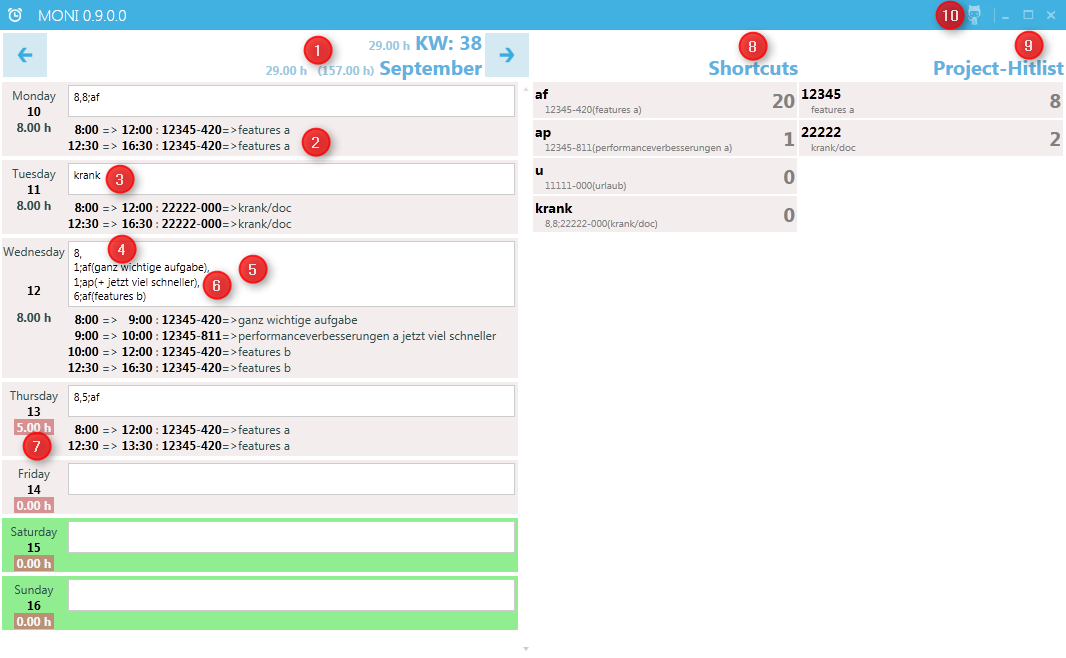 MONI 0.9.0.0
10
1
29.00 h KW: 38
29.00 h (157.00 h) September
Monday
10
8.00 h
8,8;af
8:00 => 12:00 : 12345-420=>features a
12:30 => 16:30 : 12345-420=>features a
2
Tuesday
11
8.00 h
krank
3
8:00 => 12:00 : 22222-000=>krank/doc
12:30 => 16:30 : 22222-000=>krank/doc
Wednesday
12
8.00 h
4
8,
1;af(ganz wichtige aufgabe),
5
1;ap(+ jetzt viel schneller),
6
6;af(features b)
8:00 => 9:00 : 12345-420=>ganz wichtige aufgabe
9:00 => 10:00 : 12345-811=>performanceverbesserungen a jetzt viel schneller
10:00 => 12:00 : 12345-420=>features b
12:30 => 16:30 : 12345-420=>features b
Thursday
13
5.00 h
7
8,5;af
8:00 => 12:00 : 12345-420=>features a
12:30 => 13:30 : 12345-420=>features a
Friday
14
0.00 h
Saturday
15
0.00 h
Sunday
16
0.00 h
8
Shortcuts
af
12345-420(features a)
20
ap
12345-811(performanceverbesserungen a)
1
u
11111-000(urlaub)
0
krank
8,8;22222-000(krank/doc)
0
9
Project-Hitlist
12345
features a
8
22222
krank/doc
2